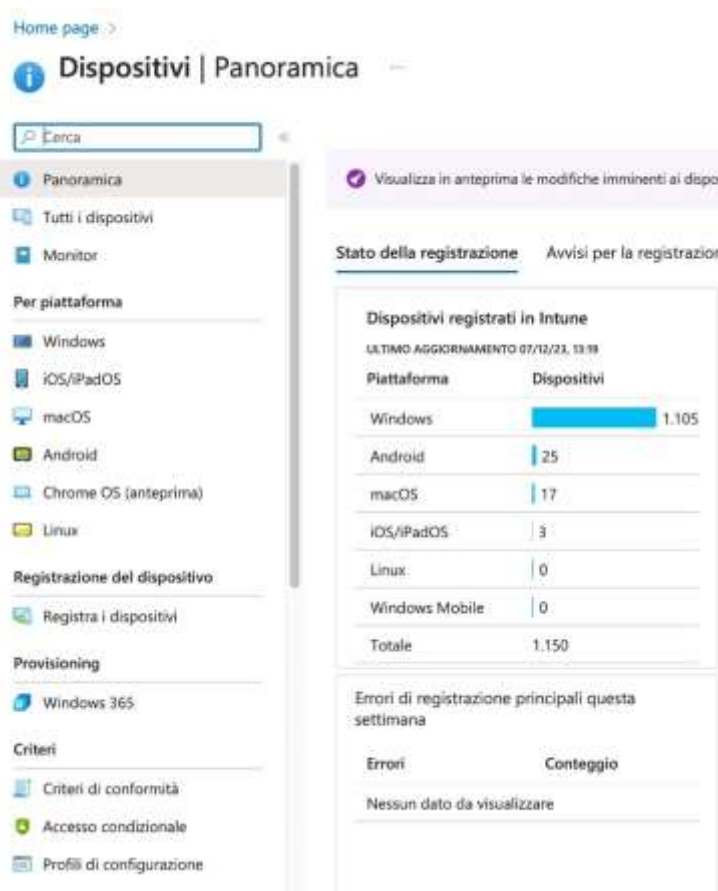 Home page >
Dispositivi | Panoramica ...
Cerca
Panoramica
Tutti i dispositivi
Monitor
Per piattaforma
Windows
iOS/iPadOS
macOS
Android
Chrome OS (anteprima)
Linux
Registrazione del dispositivo
Registra i dispositivi
Provisioning
Windows 365
Criteri
Criteri di conformità
Accesso condizionale
Profili di configurazione
Visualizza in anteprima le modifiche imminenti ai dispo
Stato della registrazione Avvisi per la registrazion
Dispositivi registrati in Intune
ULTIMO AGGIORNAMENTO 07/12/23, 13:19
Piattaforma Dispositivi
Windows 1.105
Android 25
macOS 17
iOS/iPadOS 3
Linux 0
Windows Mobile 0
Totale 1.150
Errori di registrazione principali questa
settimana
Errori Conteggio
Nessun dato da visualizzare